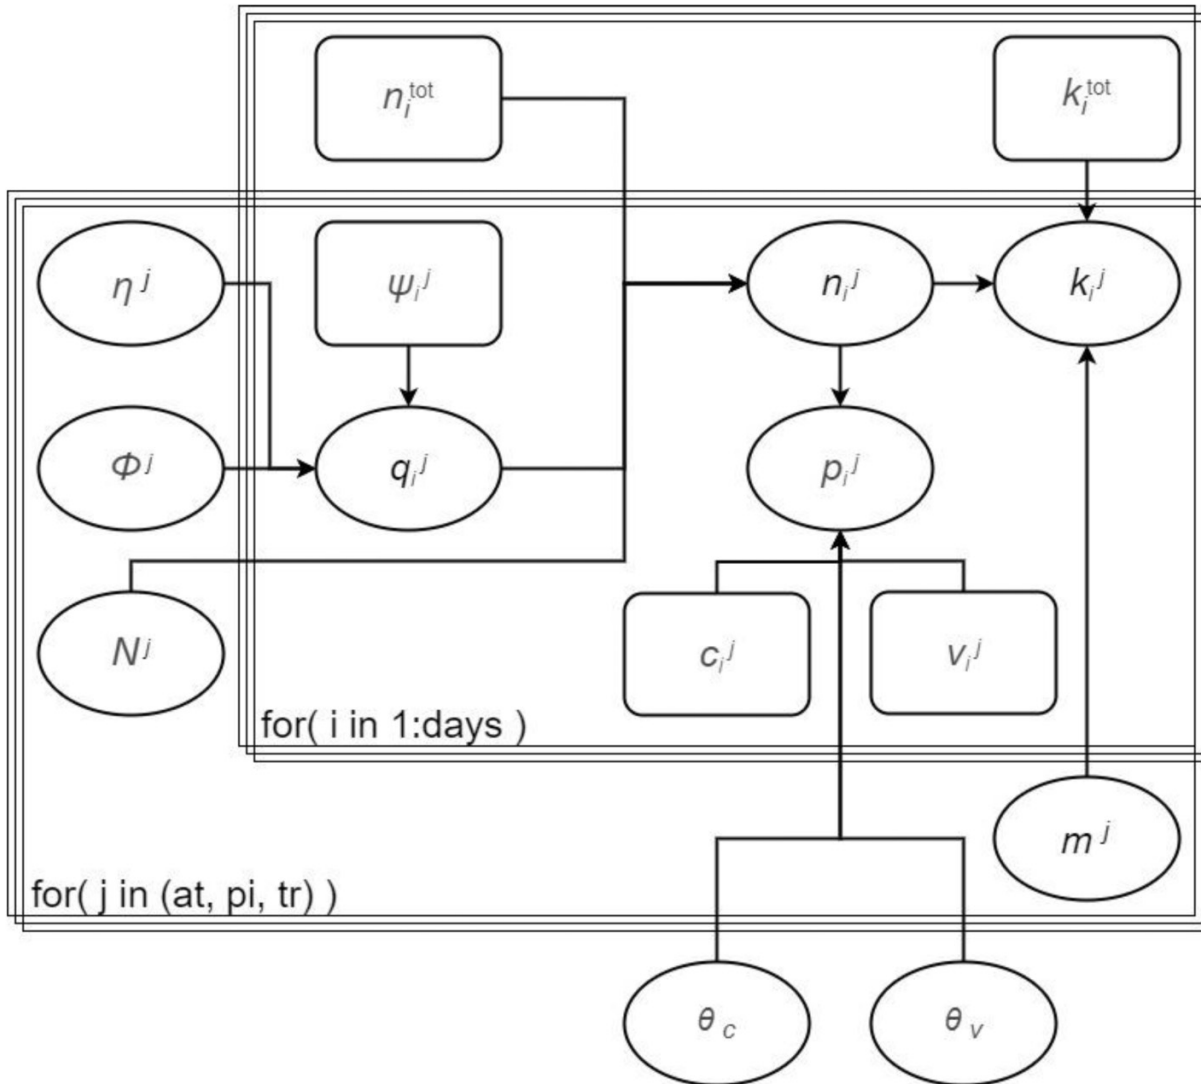 n_i^tot
k_i^tot
η^j
ψ_i^j
n_i^j
k_i^j
Φ^j
q_i^j
p_i^j
N^j
c_i^j
v_i^j
for( i in 1:days )
m^j
for( j in (at, pi, tr) )
θ_c
θ_v